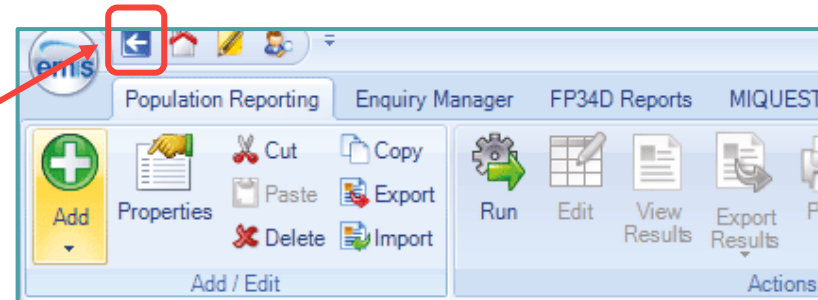 emis
Population Reporting Enquiry Manager FP34D Reports MIQUEST
Cut Copy
Add Properties Paste Export Run Edit View Results Export Results
Delete Import
Add / Edit Actions